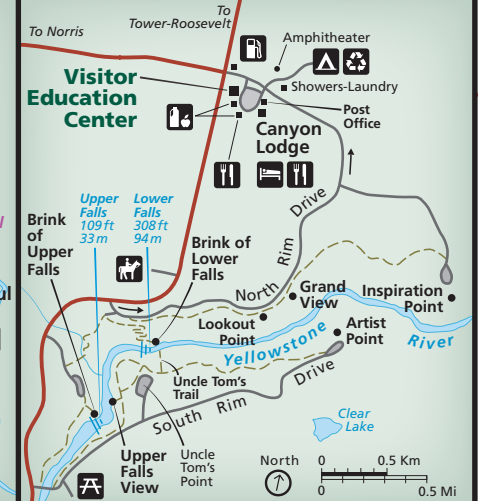 To
Tower-Roosevelt
To Norris
Amphitheater
Visitor
Education
Center
Showers-Laundry
Post
Office
Canyon
Lodge
Upper
Falls
109 ft
33 m
Lower
Falls
308 ft
94 m
Brink
of
Upper
Falls
Brink of
Lower
Falls
North Rim Drive
Grand
View
Inspiration
Point
Lookout
Point
Artist
Point
Yellowstone River
Uncle Tom's
Trail
South Rim Drive
Upper
Falls
View
Uncle
Tom's
Point
Clear
Lake
North
0 0.5 Km
0 0.5 Mi
ul